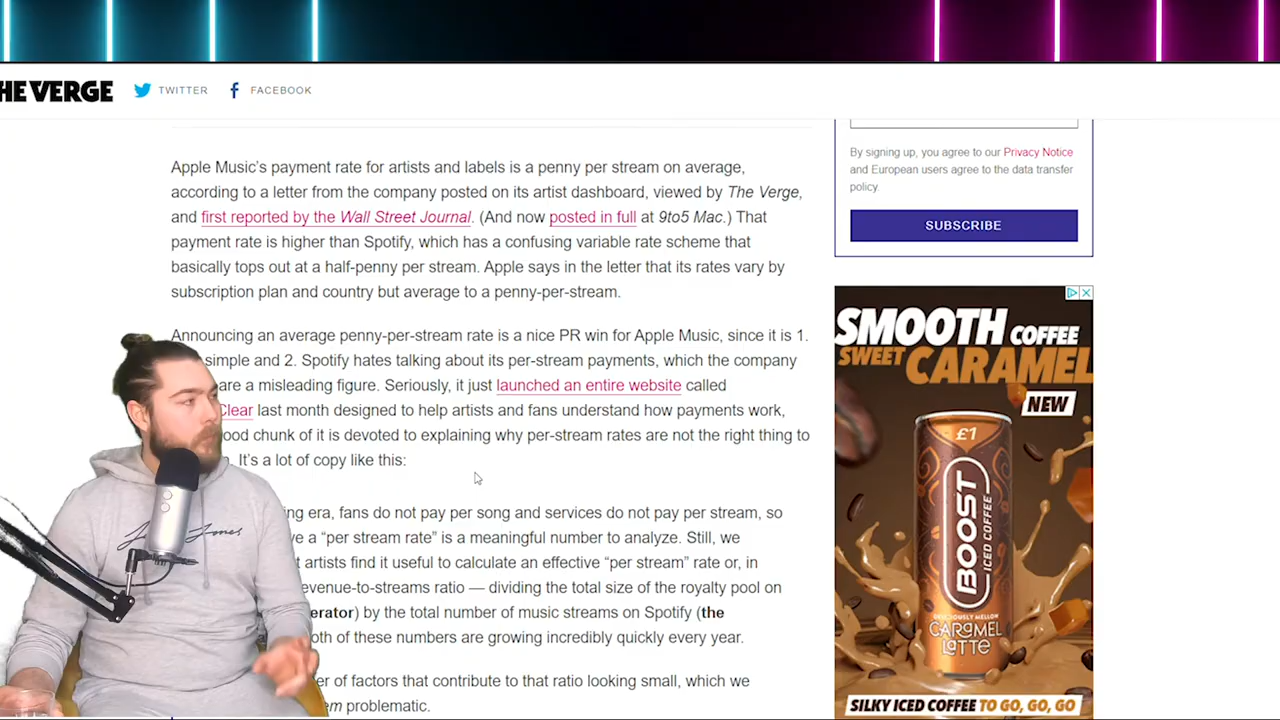 HE VERGE
TWITTER
FACEBOOK
Apple Music's payment rate for artists and labels is a penny per stream on average,
according to a letter from the company posted on its artist dashboard, viewed by The Verge,
and first reported by the Wall Street Journal. (And now posted in full at 9to5 Mac.) That
payment rate is higher than Spotify, which has a confusing variable rate scheme that
basically tops out at a half-penny per stream. Apple says in the letter that its rates vary by
subscription plan and country but average to a penny-per-stream.
Announcing an average penny-per-stream rate is a nice PR win for Apple Music, since it is 1.
simple and 2. Spotify hates talking about its per-stream payments, which the company
are a misleading figure. Seriously, it just launched an entire website called
Clear last month designed to help artists and fans understand how payments work,
ood chunk of it is devoted to explaining why per-stream rates are not the right thing to
It's a lot of copy like this:
ng era, fans do not pay per song and services do not pay per stream, so
e a "per stream rate" is a meaningful number to analyze. Still, we
t artists find it useful to calculate an effective "per stream" rate or, in
evenue-to-streams ratio — dividing the total size of the royalty pool on
erator) by the total number of music streams on Spotify (the
oth of these numbers are growing incredibly quickly every year.
er of factors that contribute to that ratio looking small, which we
em problematic.
By signing up, you agree to our Privacy Notice
and European users agree to the data transfer
policy.
SUBSCRIBE
SMOOTH COFFEE
SWEET CARAMEL
NEW
£1
BOOST
ICED COFFEE
DELICIOUSLY MELLOW
CARAMEL
LATTE
SILKY ICED COFFEE TO GO, GO, GO